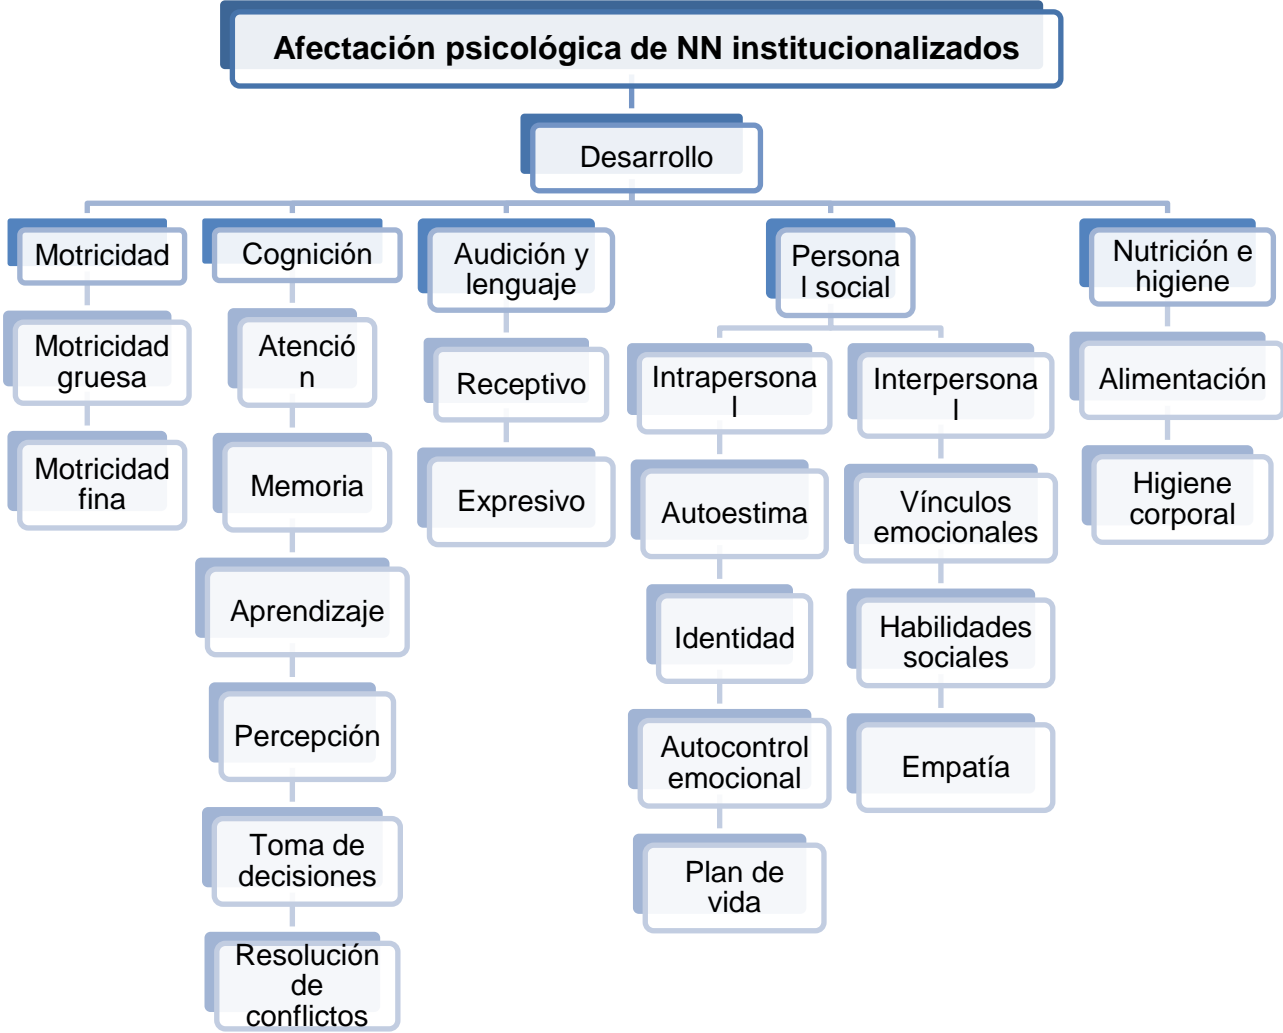 Afectación psicológica de NN institucionalizados
Desarrollo
Motricidad
Motricidad
gruesa
Motricidad
fina
Cognición
Atenció
n
Memoria
Aprendizaje
Percepción
Toma de
decisiones
Resolución
de
conflictos
Audición y
lenguaje
Receptivo
Expresivo
Persona
l social
Intrapersona
l
Autoestima
Identidad
Autocontrol
emocional
Plan de
vida
Interpersona
l
Vínculos
emocionales
Habilidades
sociales
Empatía
Nutrición e
higiene
Alimentación
Higiene
corporal